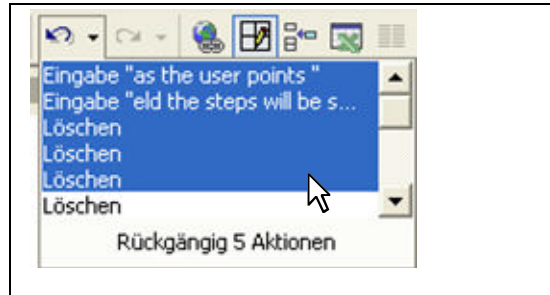 Eingabe "as the user points "
Eingabe "eld the steps will be s...
Löschen
Löschen
Löschen
Löschen
Rückgängig 5 Aktionen